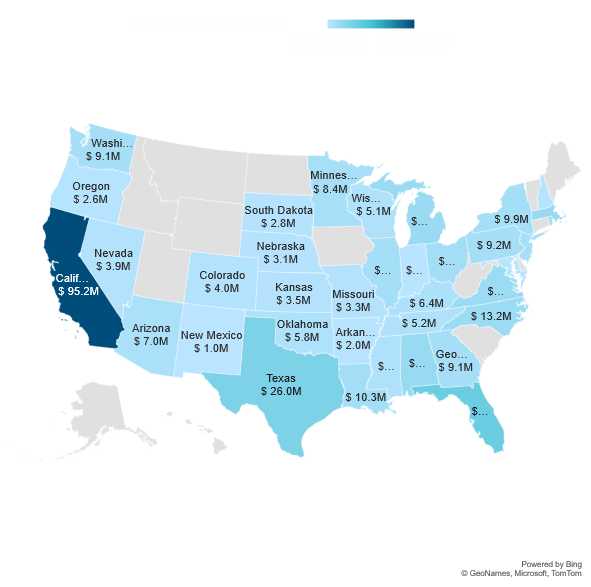 Washi...
$ 9.1M
Minnes...
$ 8.4M
Oregon
$ 2.6M
Wis...
$ 5.1M
South Dakota
$ 2.8M
$...
$ 9.9M
$ 9.2M
Nevada
$ 3.9M
Nebraska
$ 3.1M
$...
$...
$...
Calif...
$ 95.2M
Colorado
$ 4.0M
Kansas
$ 3.5M
Missouri
$ 3.3M
$ 6.4M
$...
Arizona
$ 7.0M
New Mexico
$ 1.0M
Oklahoma
$ 5.8M
Arkan...
$ 2.0M
$ 5.2M
$ 13.2M
Texas
$ 26.0M
$...
$...
Geo...
$ 9.1M
$ 10.3M
$...
Powered by Bing
© GeoNames, Microsoft, TomTom